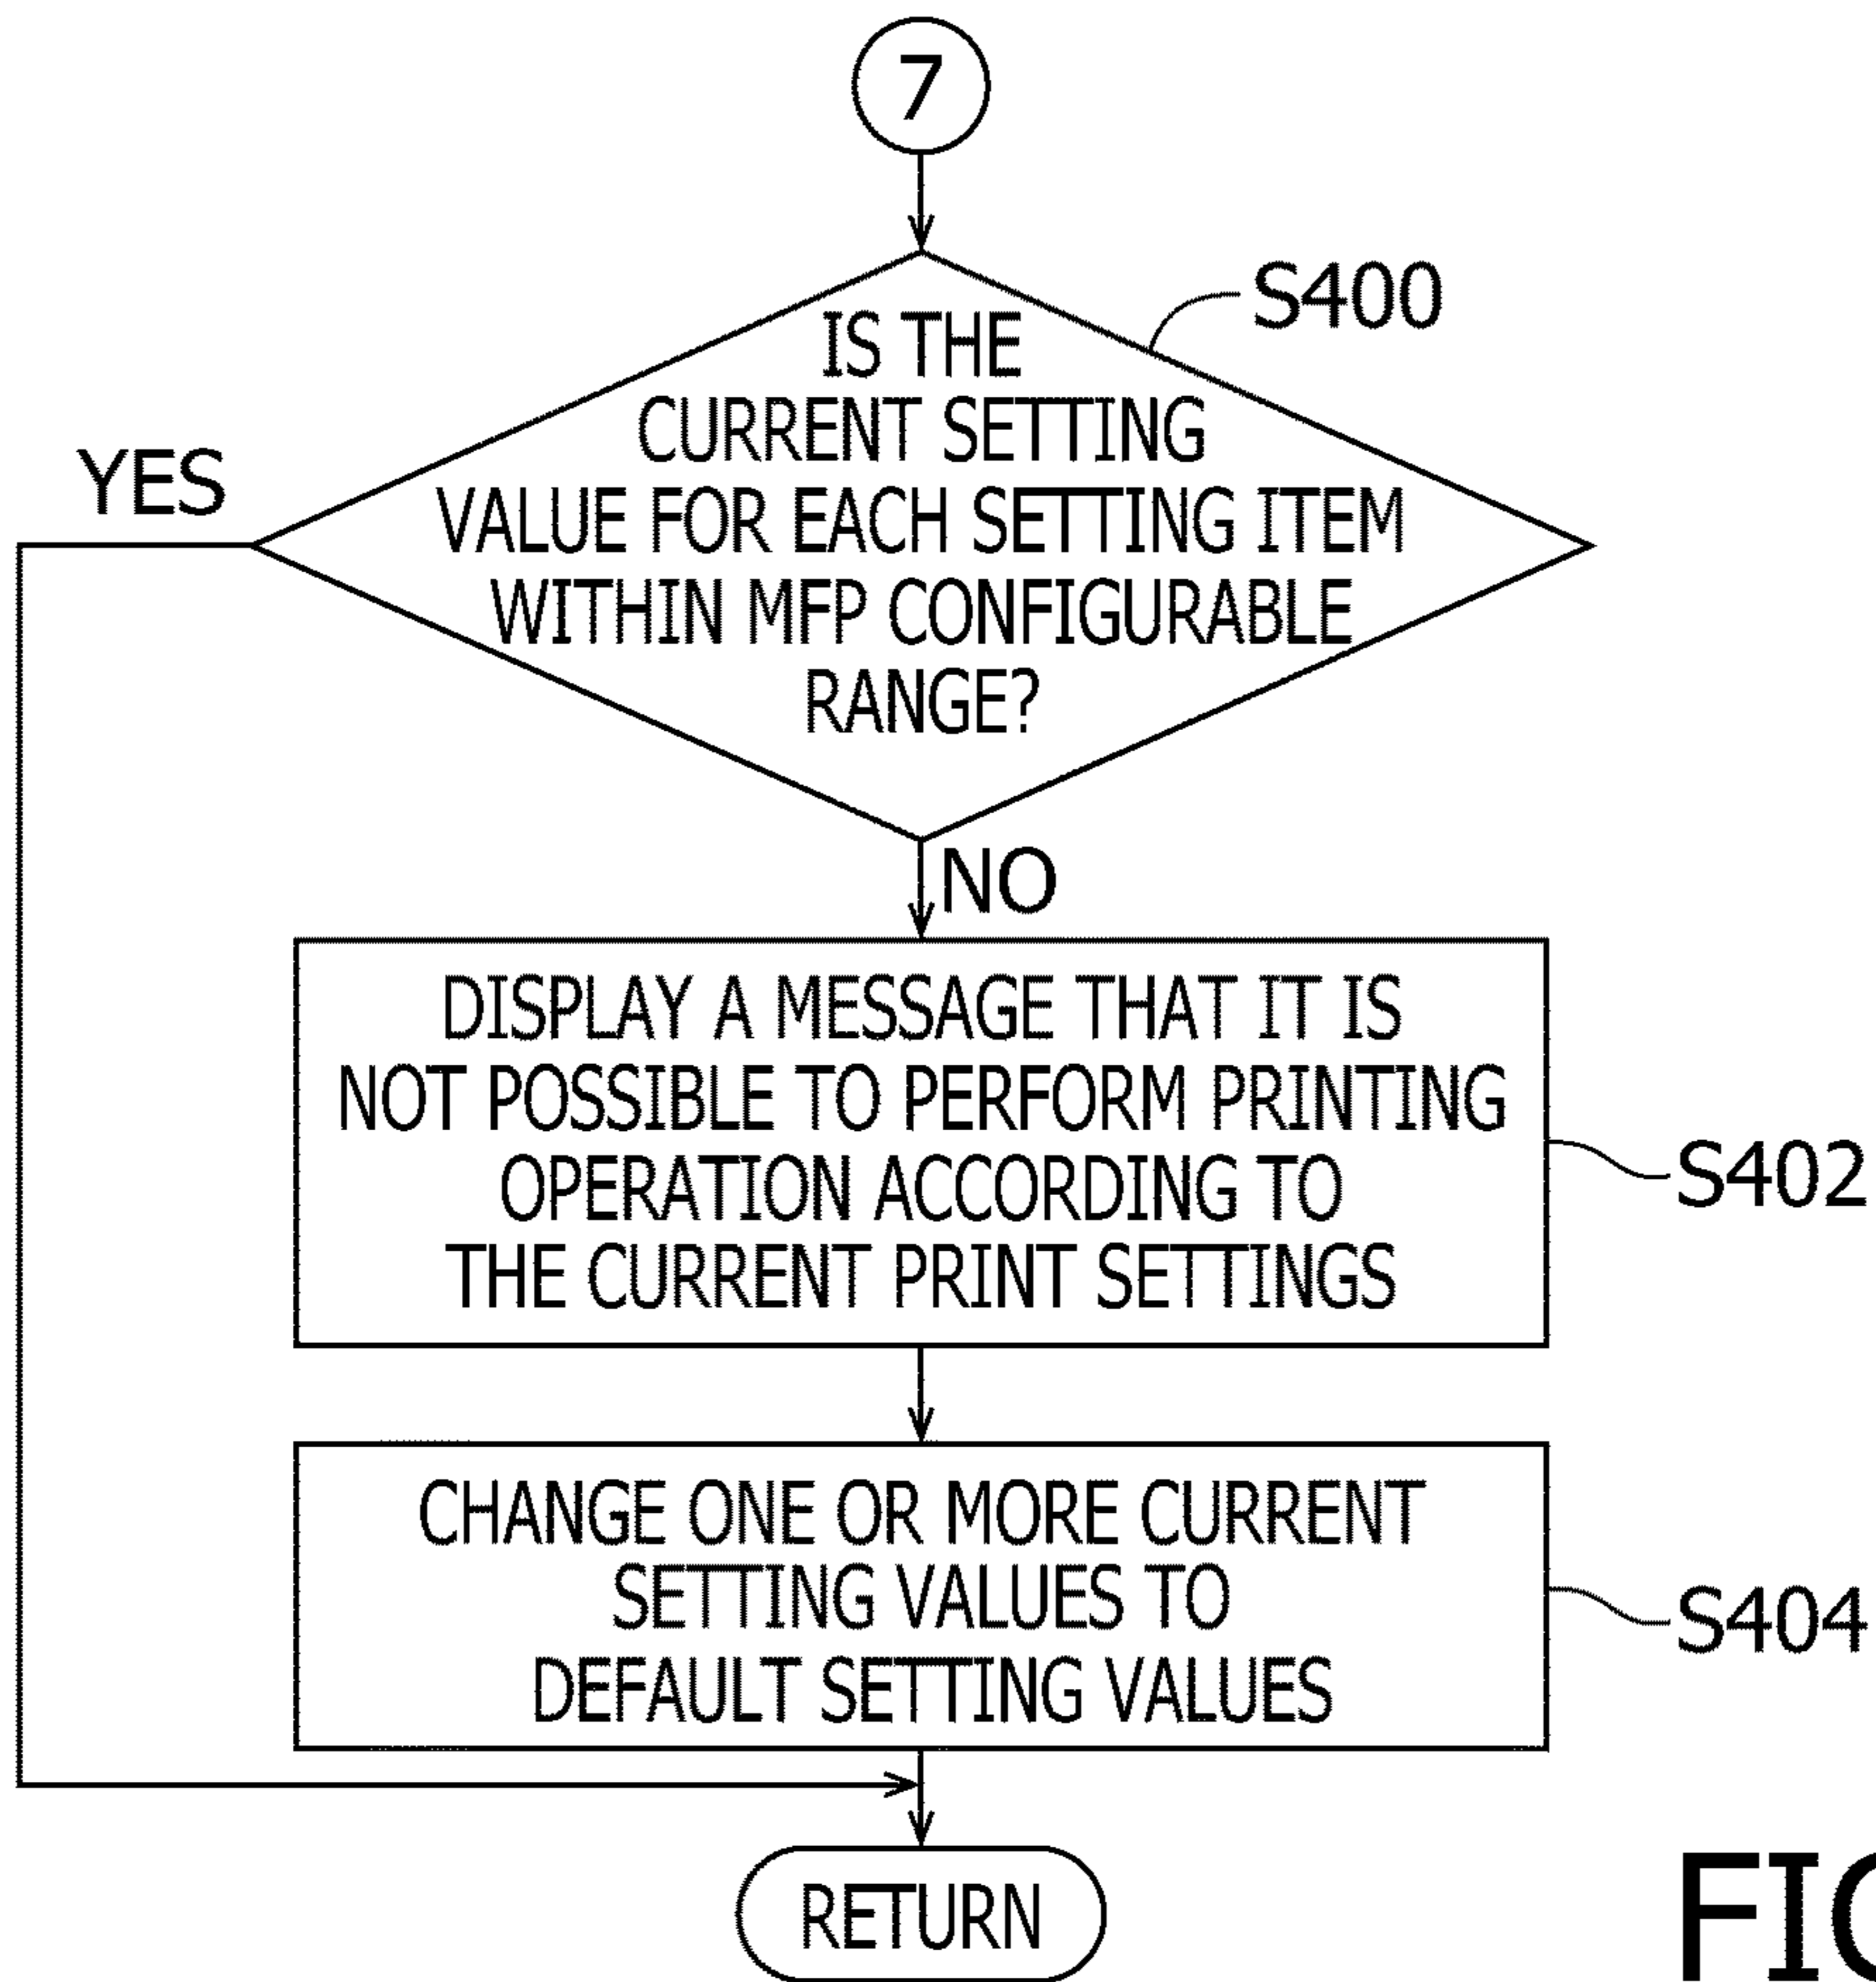 7
S400
IS THE
CURRENT SETTING
VALUE FOR EACH SETTING ITEM
WITHIN MFP CONFIGURABLE
RANGE?
YES
NO
DISPLAY A MESSAGE THAT IT IS
NOT POSSIBLE TO PERFORM PRINTING
OPERATION ACCORDING TO
THE CURRENT PRINT SETTINGS
S402
CHANGE ONE OR MORE CURRENT
SETTING VALUES TO
DEFAULT SETTING VALUES
S404
RETURN